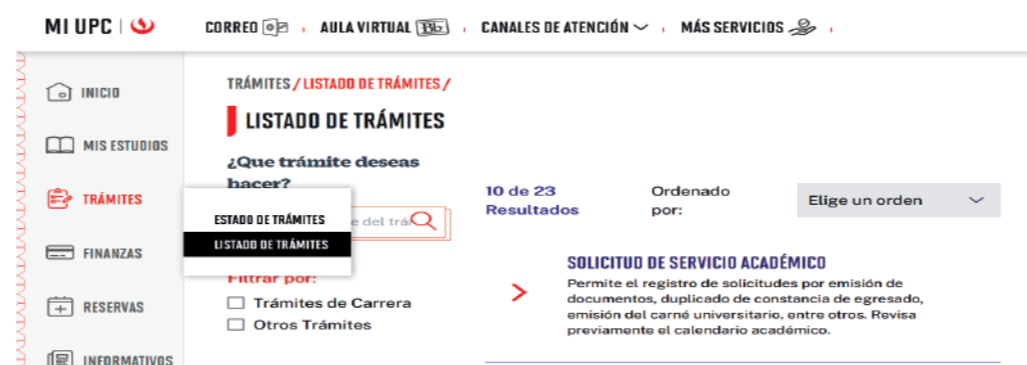 MI UPC
CORREO
AULA VIRTUAL Bb
CANALES DE ATENCIÓN
MÁS SERVICIOS
INICIO
MIS ESTUDIOS
TRÁMITES
FINANZAS
RESERVAS
INFORMATIVOS
TRÁMITES / LISTADO DE TRÁMITES /
LISTADO DE TRÁMITES
¿Que trámite deseas
hacer?
ESTADO DE TRÁMITES
LISTADO DE TRÁMITES
del
Filtrar por:
Trámites de Carrera
Otros Trámites
10 de 23
Resultados
Ordenado
por:
Elige un orden
SOLICITUD DE SERVICIO ACADÉMICO
Permite el registro de solicitudes por emisión de
documentos, duplicado de constancia de egresado,
emisión del carné universitario, entre otros. Revisa
previamente el calendario académico.